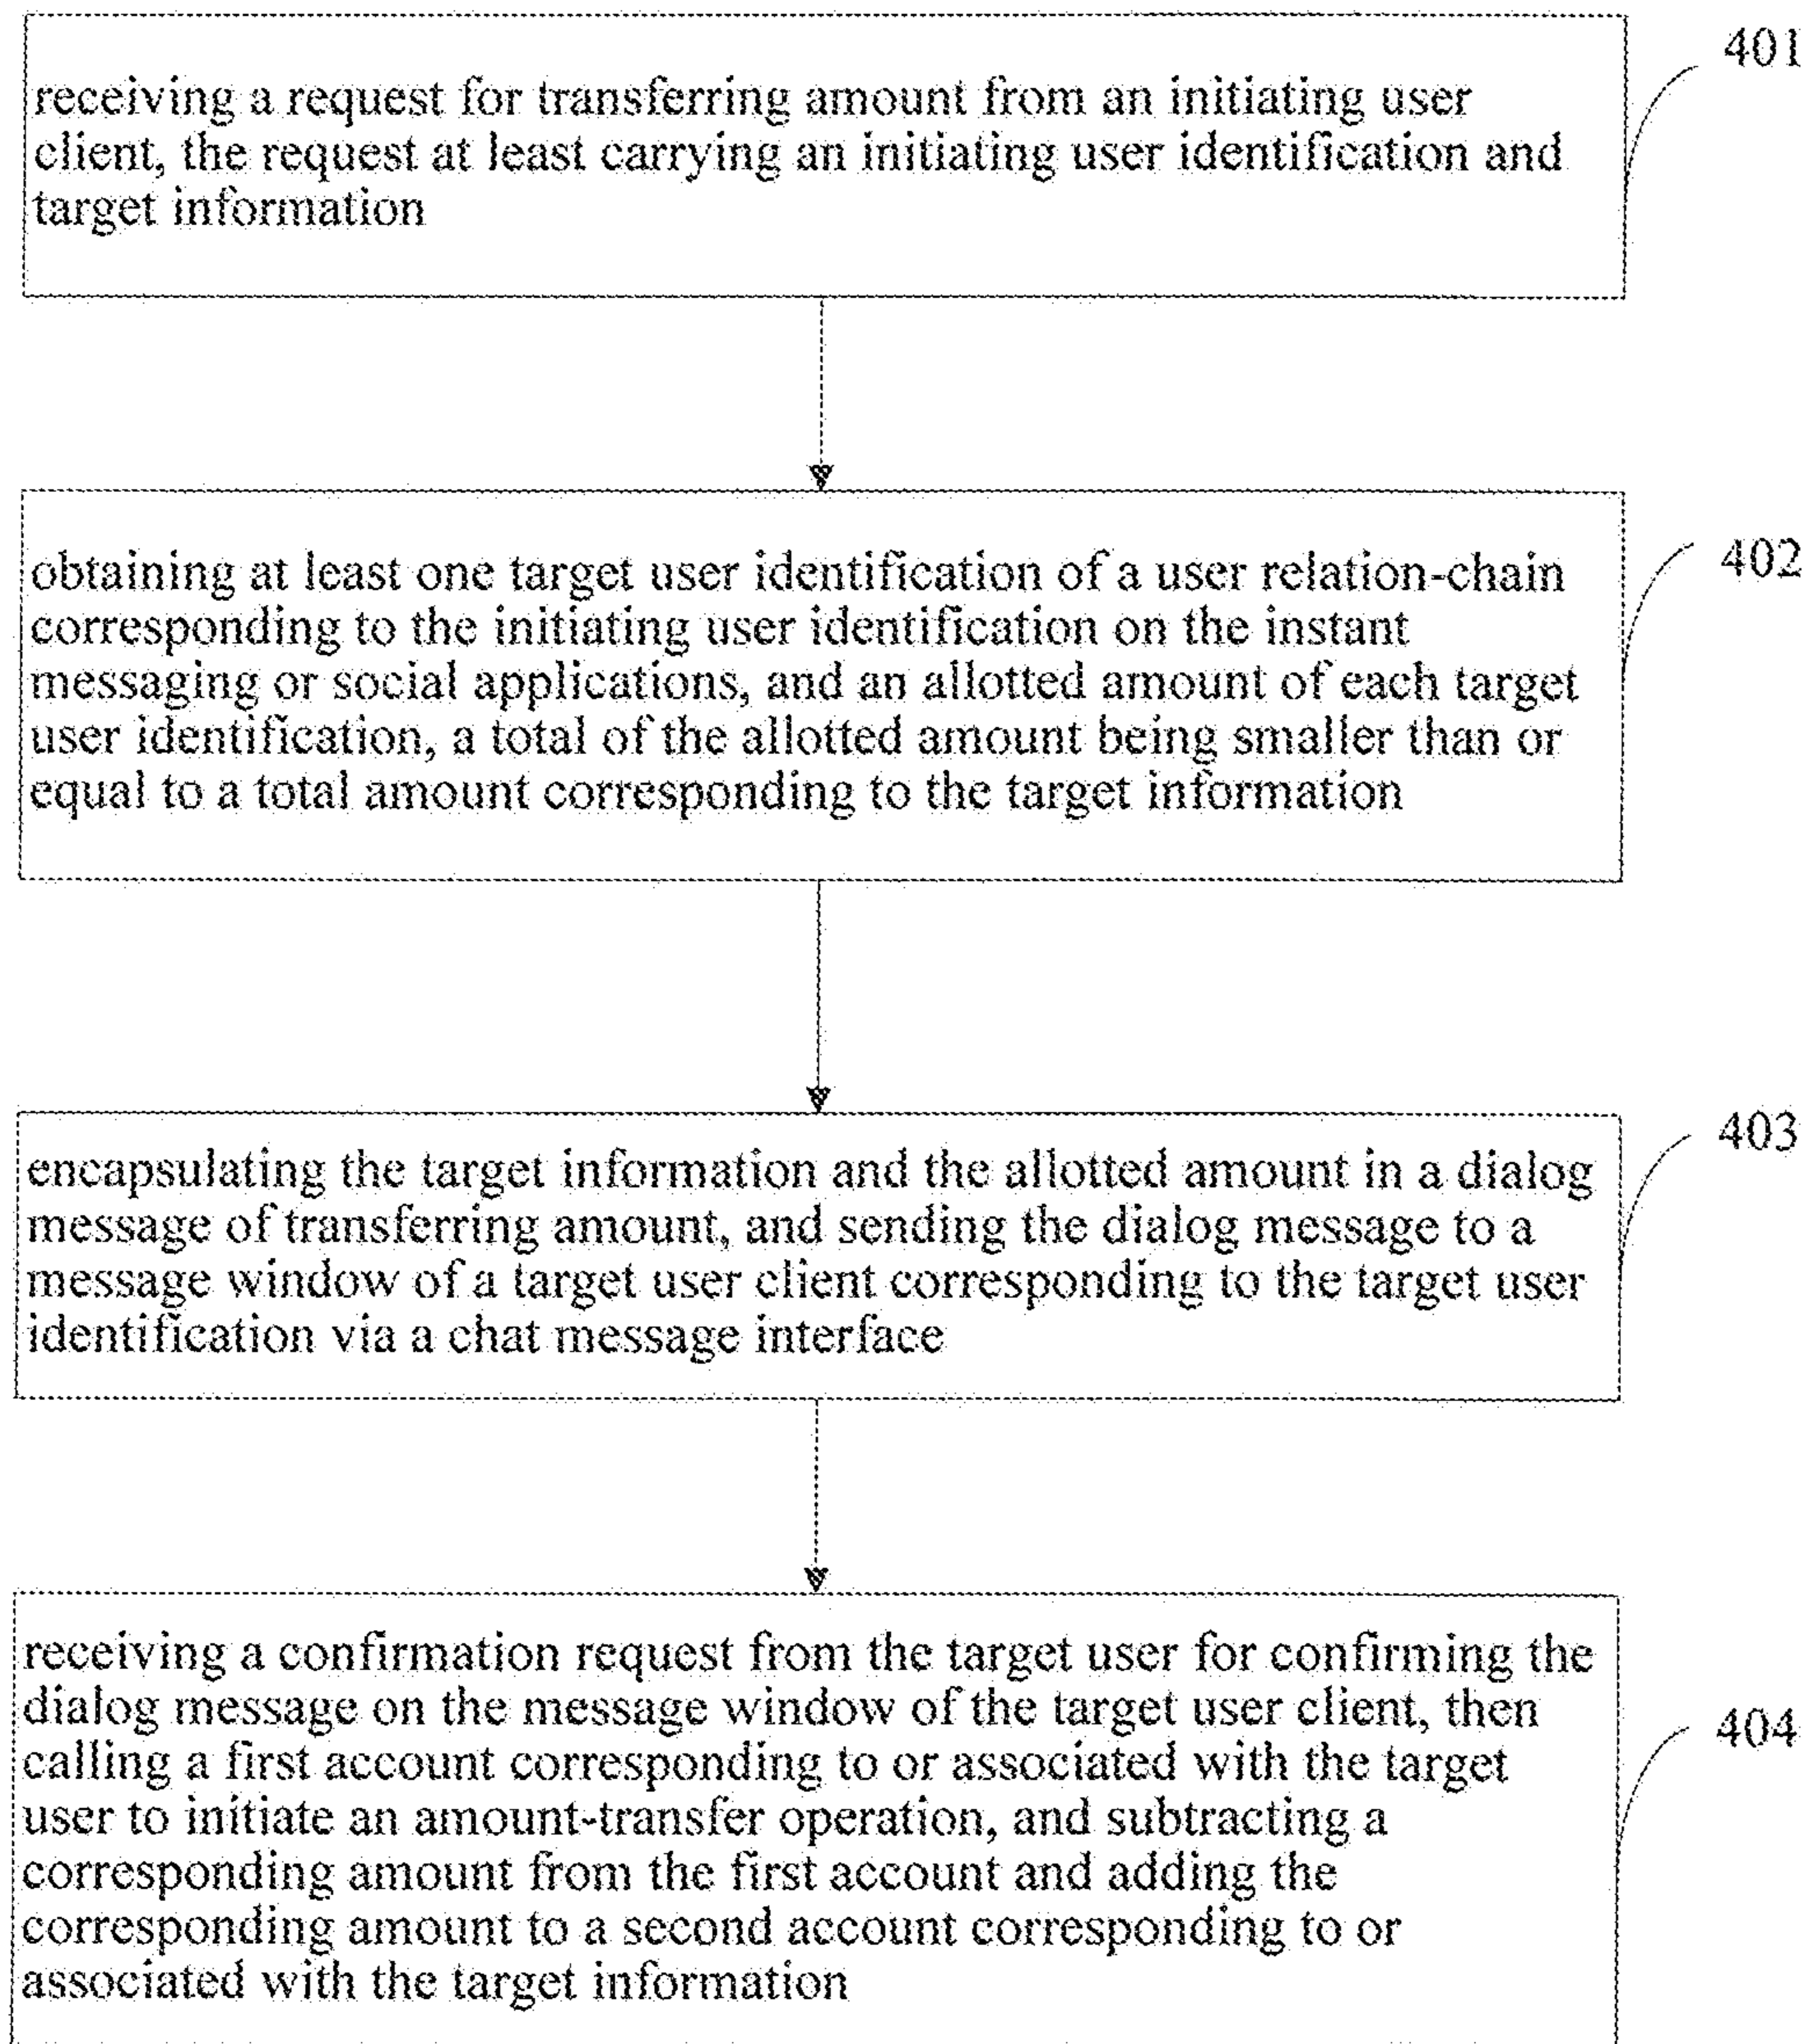 receiving a request for transferring amount from an initiating user
client, the request at least carrying an initiating user identification and
target information
401
obtaining at least one target user identification of a user relation-chain
corresponding to the initiating user identification on the instant
messaging or social applications, and an allotted amount of each target
user identification, a total of the allotted amount being smaller than or
equal to a total amount corresponding to the target information
402
encapsulating the target information and the allotted amount in a dialog
message of transferring amount, and sending the dialog message to a
message window of a target user client corresponding to the target user
identification via a chat message interface
403
receiving a confirmation request from the target user for confirming the
dialog message on the message window of the target user client, then
calling a first account corresponding to or associated with the target
user to initiate an amount-transfer operation, and subtracting a
corresponding amount from the first account and adding the
corresponding amount to a second account corresponding to or
associated with the target information
404